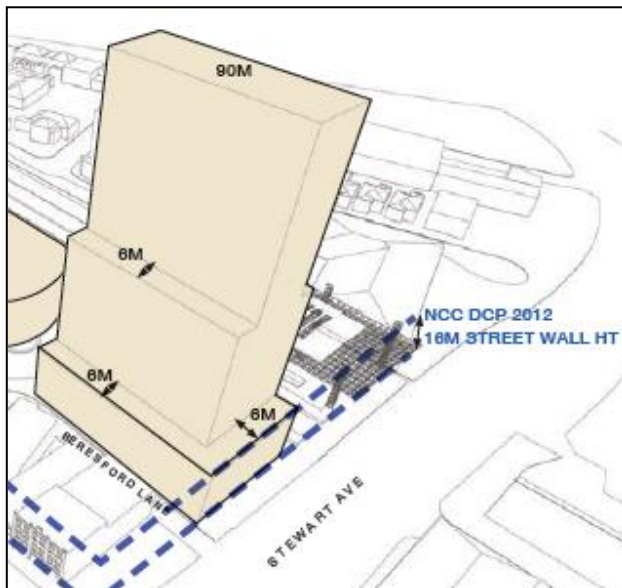 90M
6M
NCC DCP 2012
16M STREET WALL HT
6M
6M
BERESFORD LANE
STEWART AVE